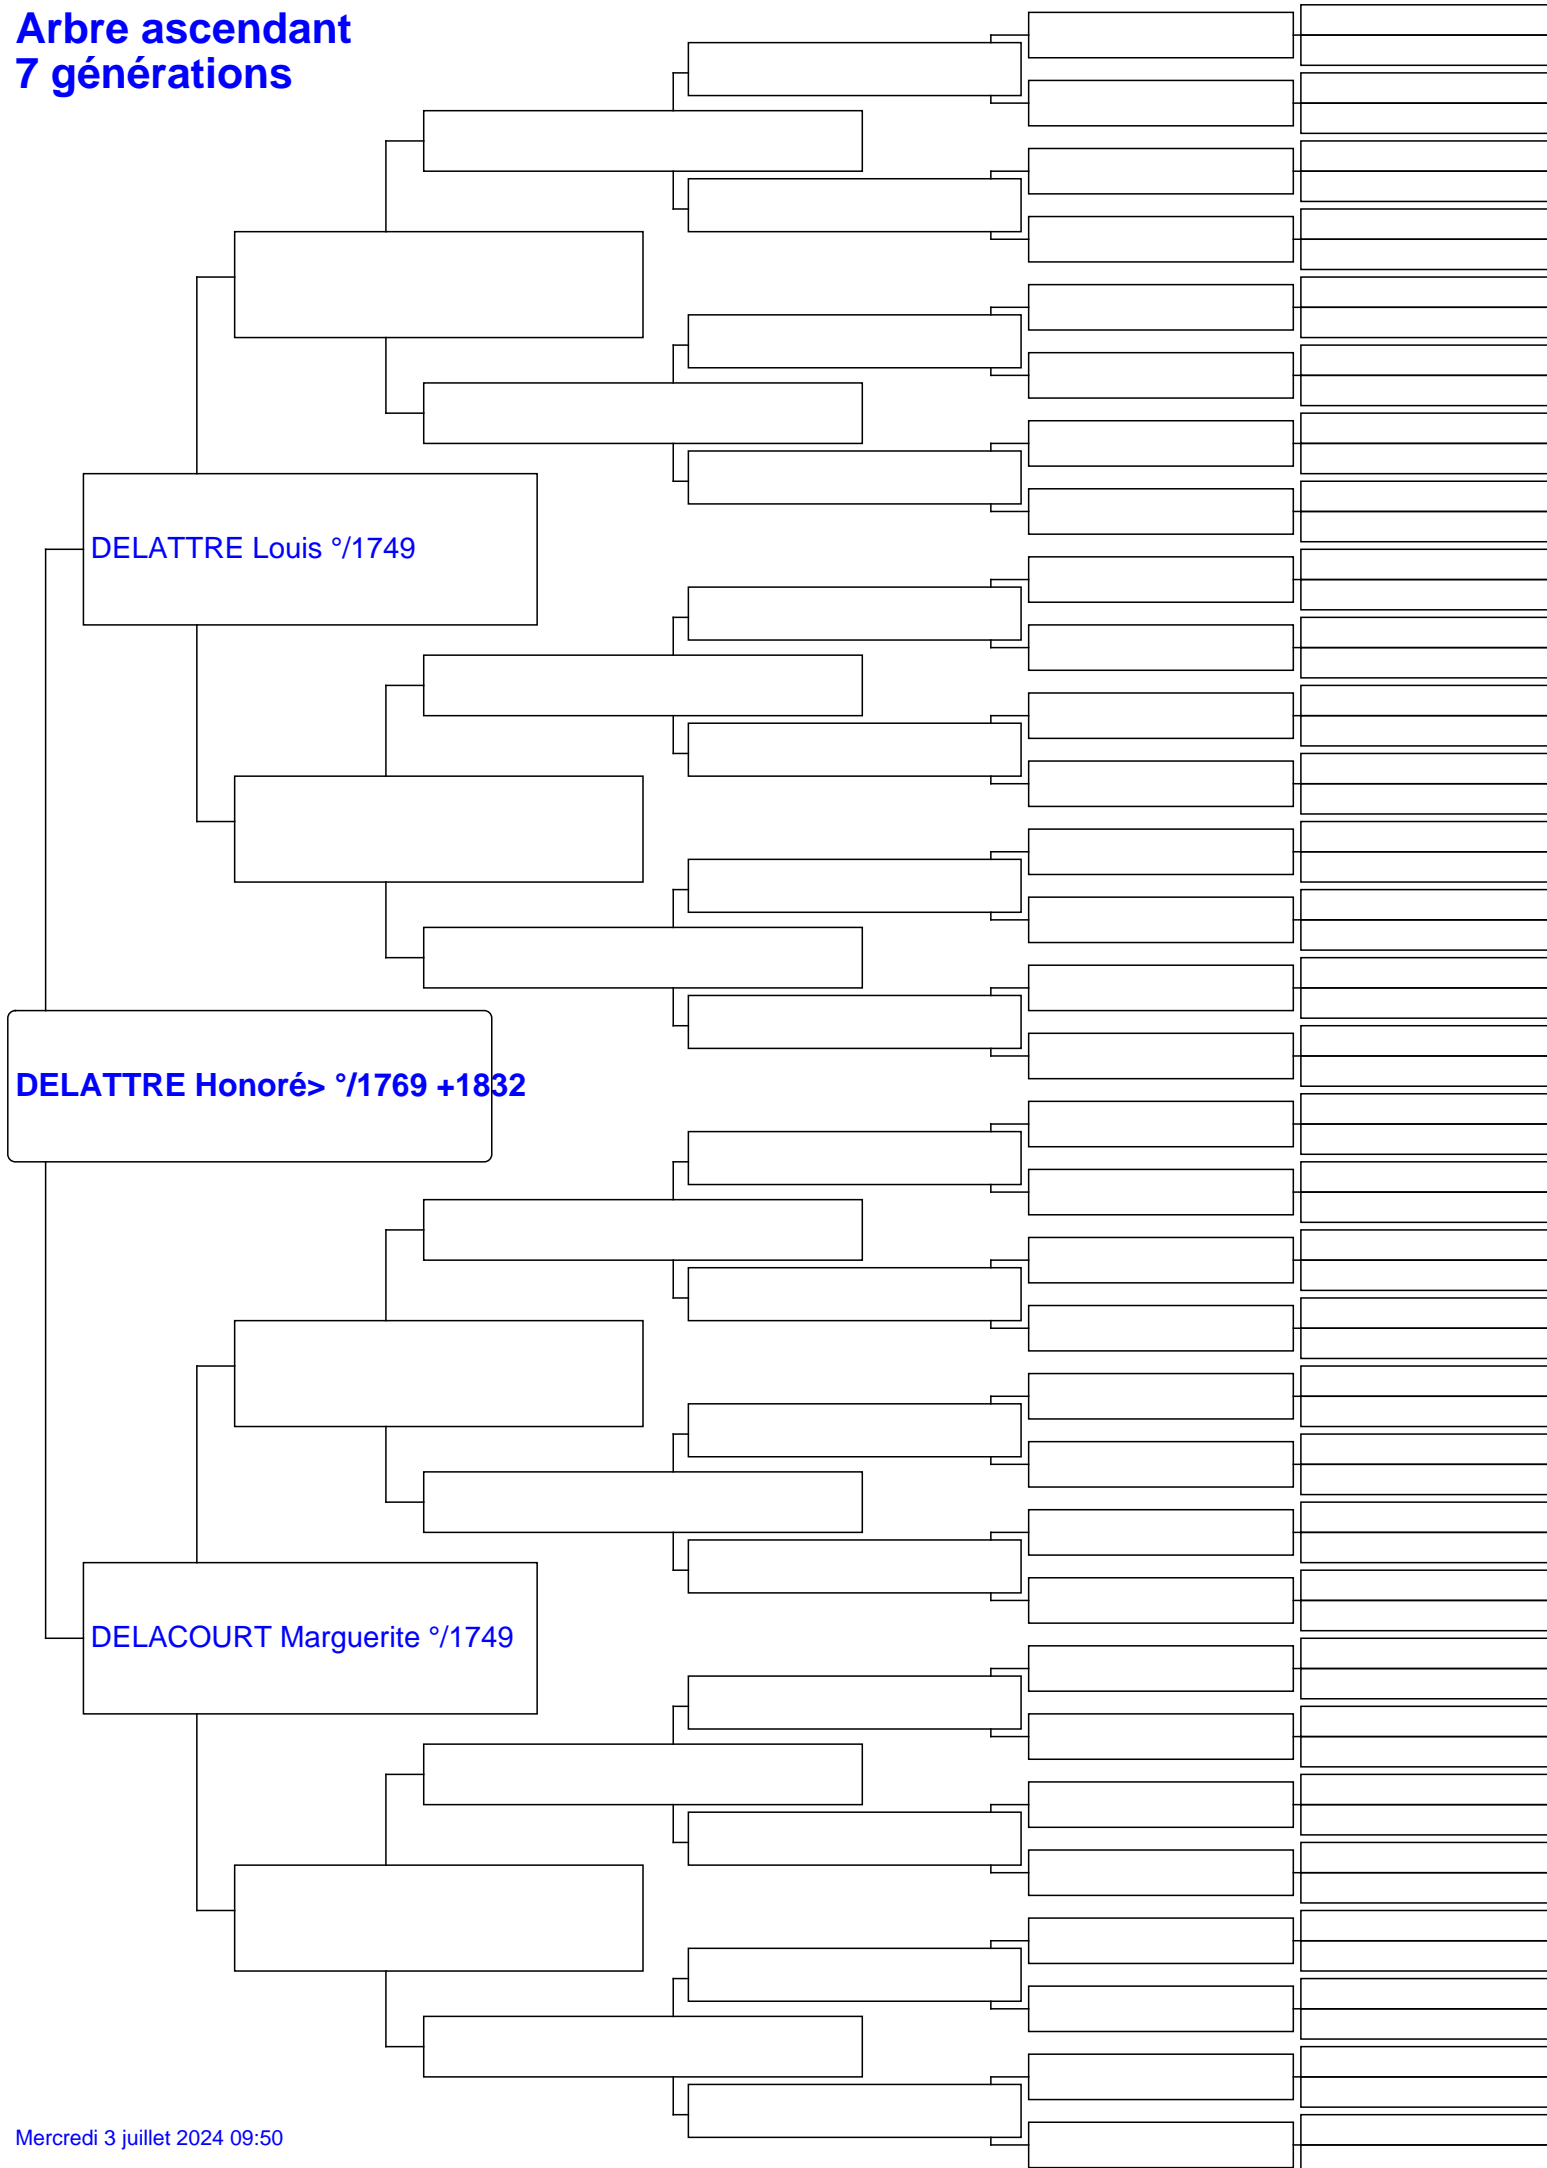 Arbre ascendant
7 générations
DELATTRE Louis °/1749
DELATTRE Honoré> °/1769 +1832
DELACOURT Marguerite °/1749
Mercredi 3 juillet 2024 09:50